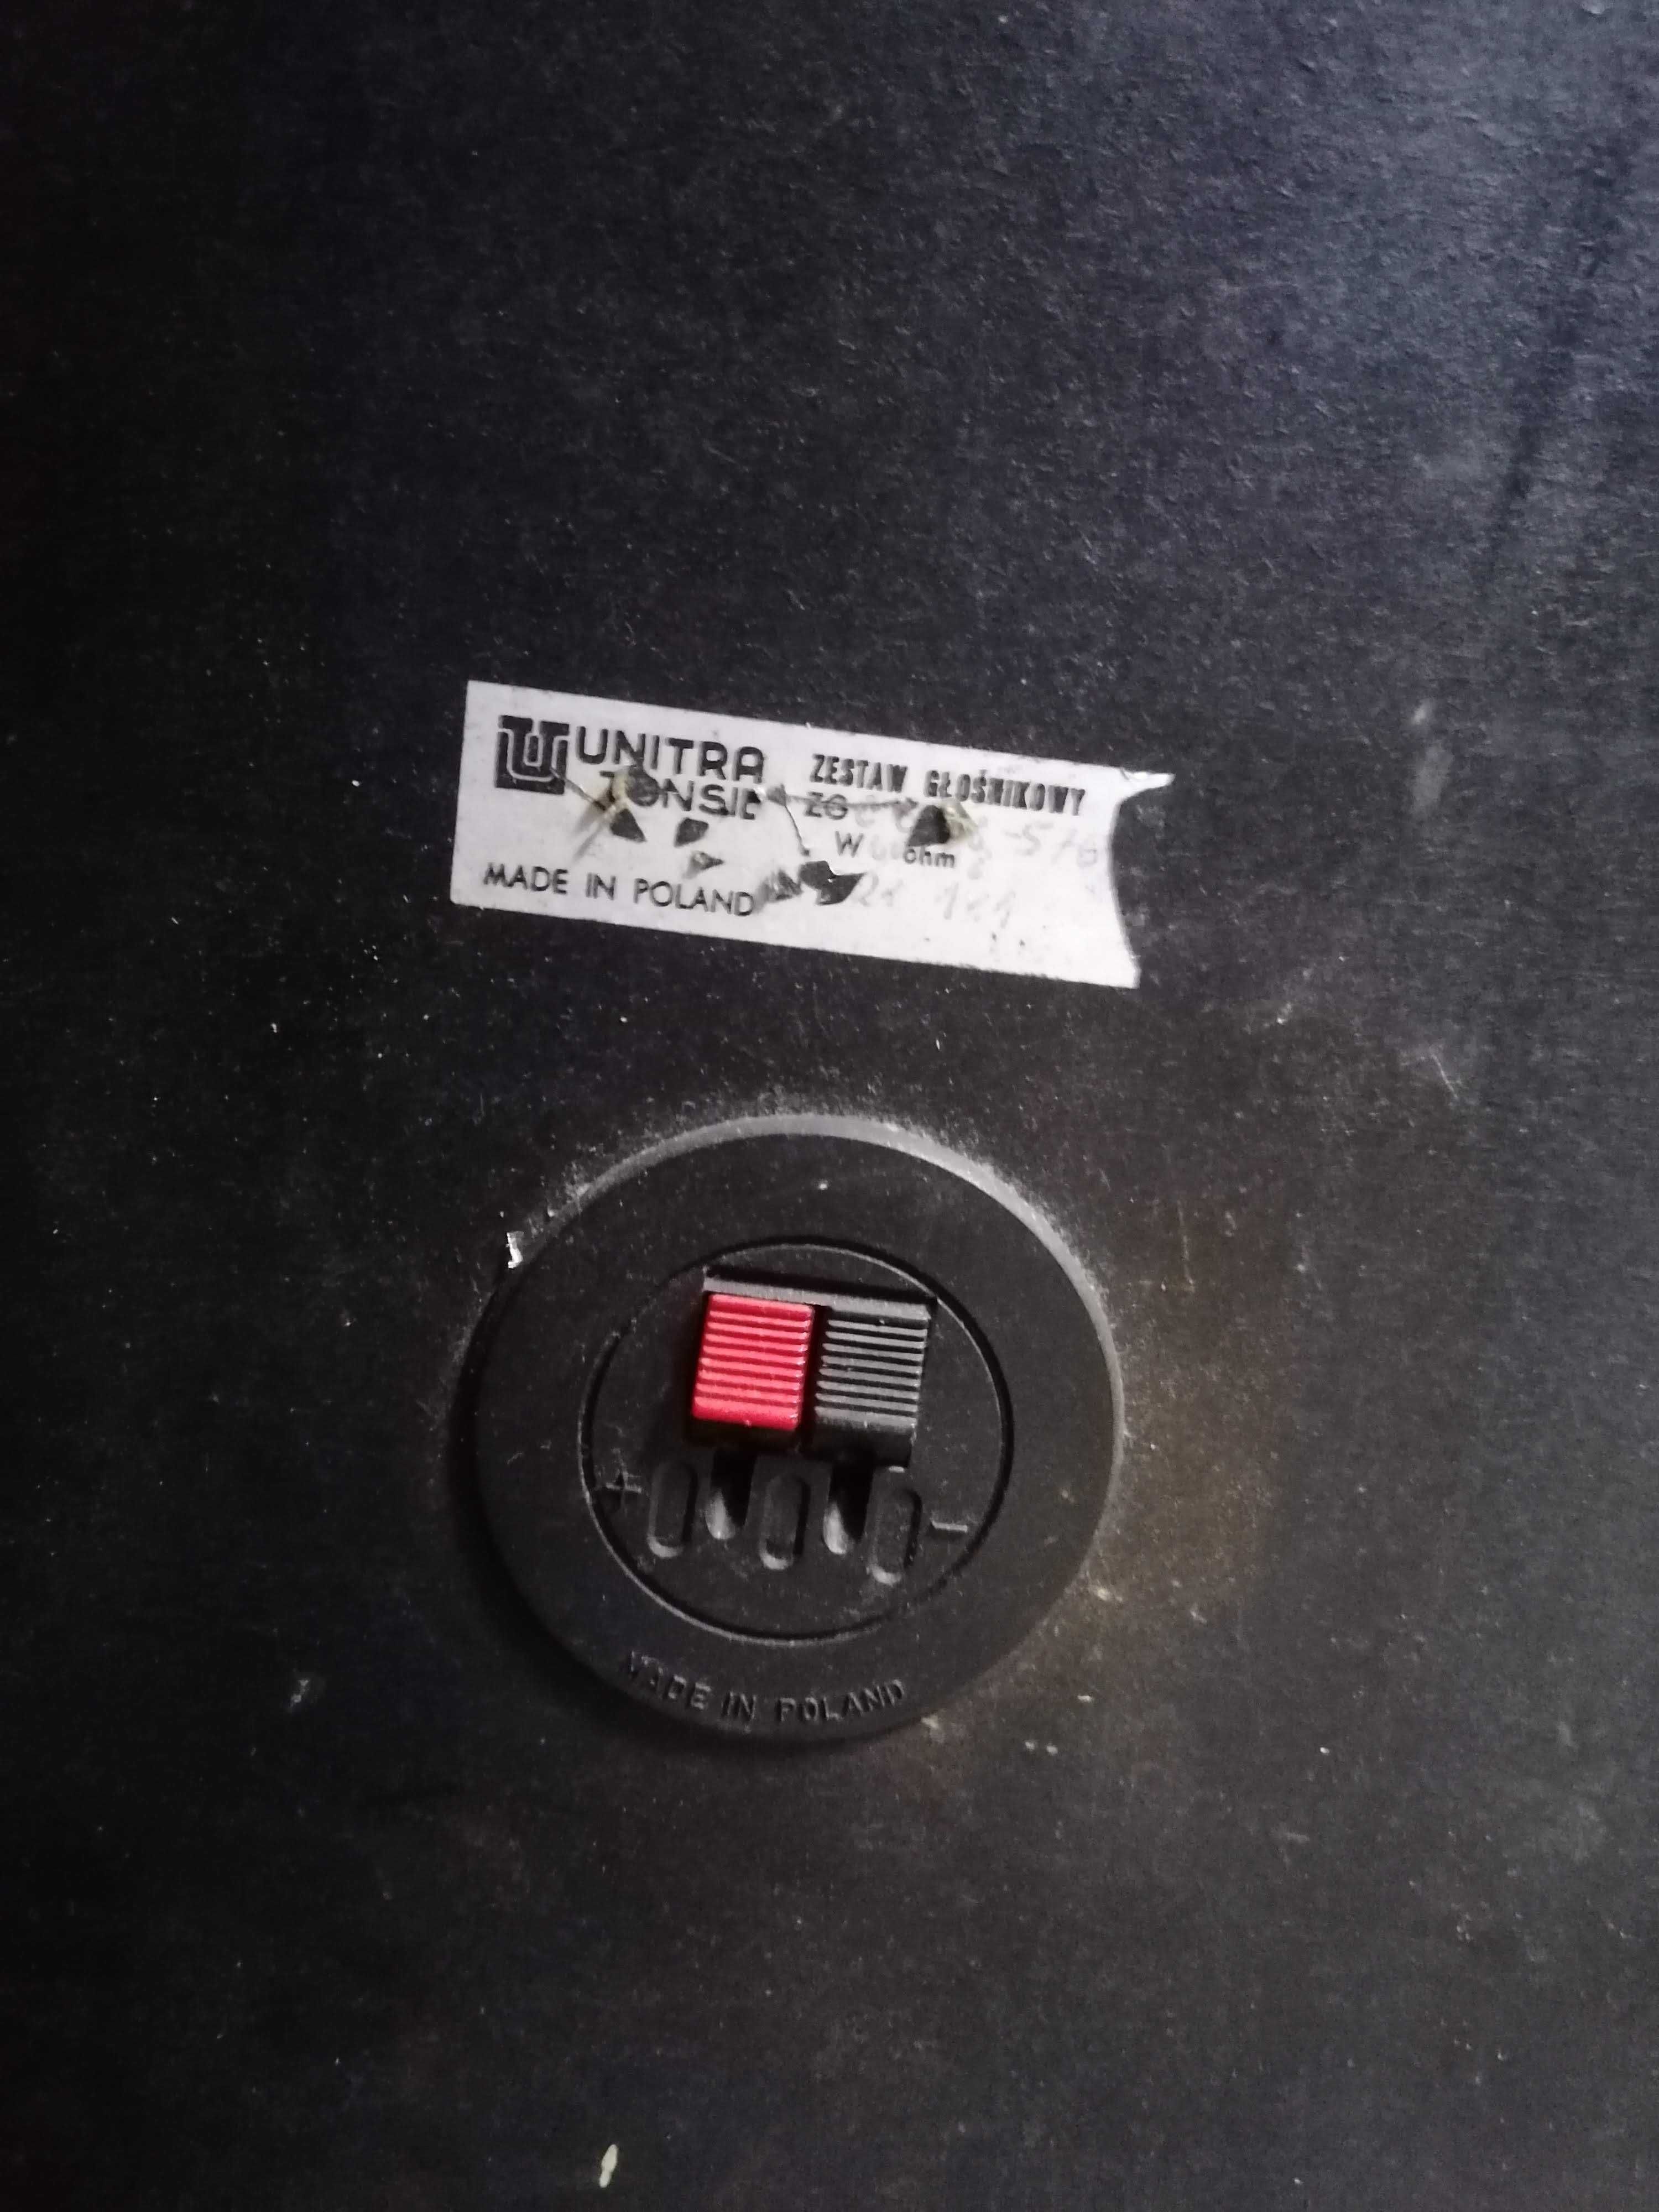 UNITRA
TONSIL
ZESTAW GŁOŚNIKOWY
ZG
W ohm
MADE IN POLAND
+ −
MADE IN POLAND